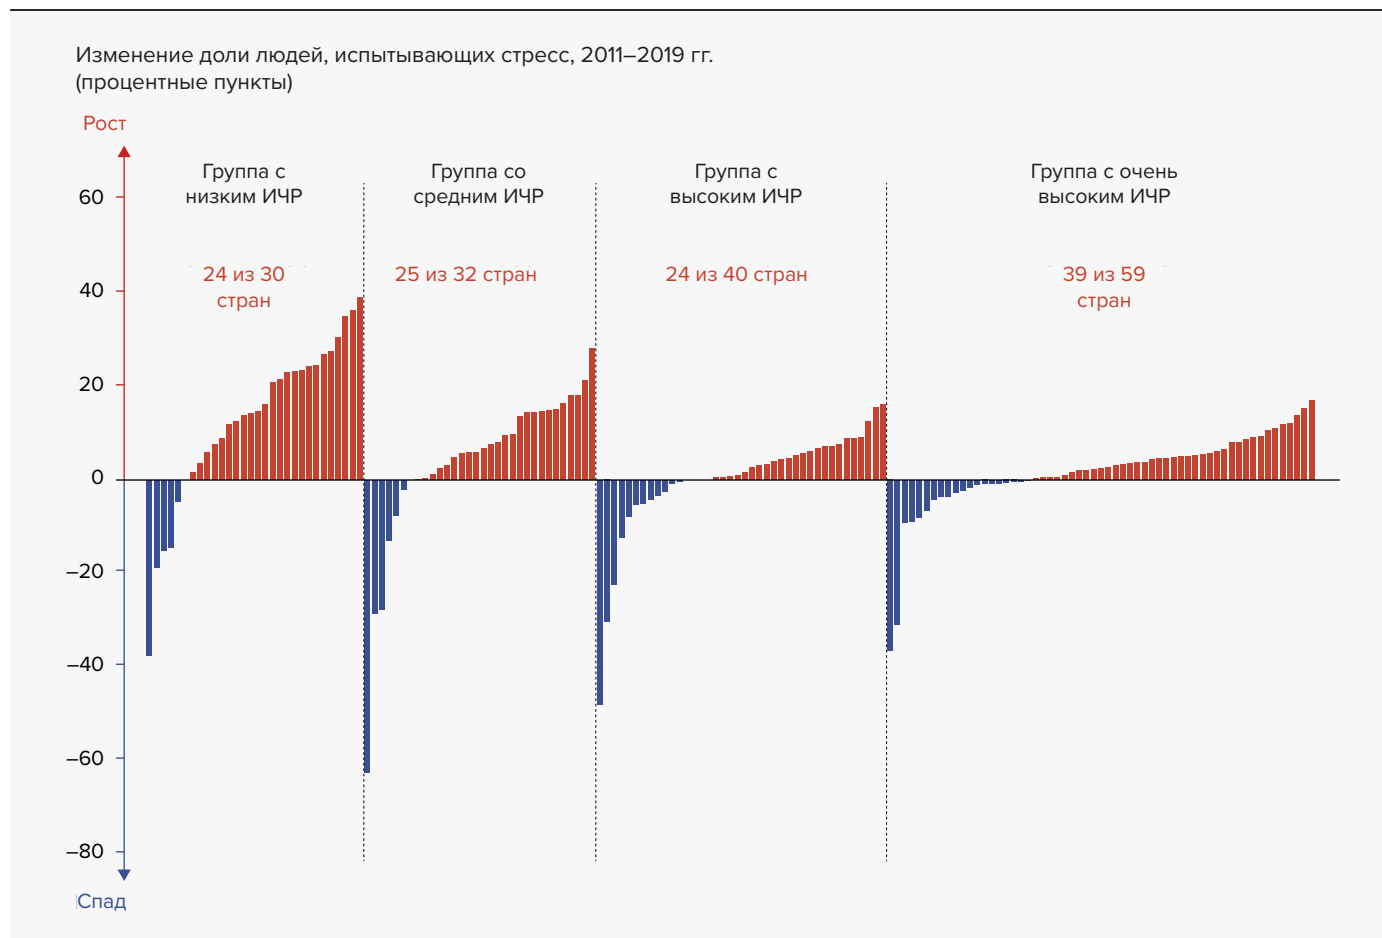 Изменение доли людей, испытывающих стресс, 2011–2019 гг.
(процентные пункты)
Рост
Группа с
низким ИЧР
Группа со
средним ИЧР
Группа с
высоким ИЧР
Группа с очень
высоким ИЧР
24 из 30
стран
25 из 32 стран
24 из 40 стран
39 из 59
стран
60
40
20
0
–20
–40
–60
–80
Спад